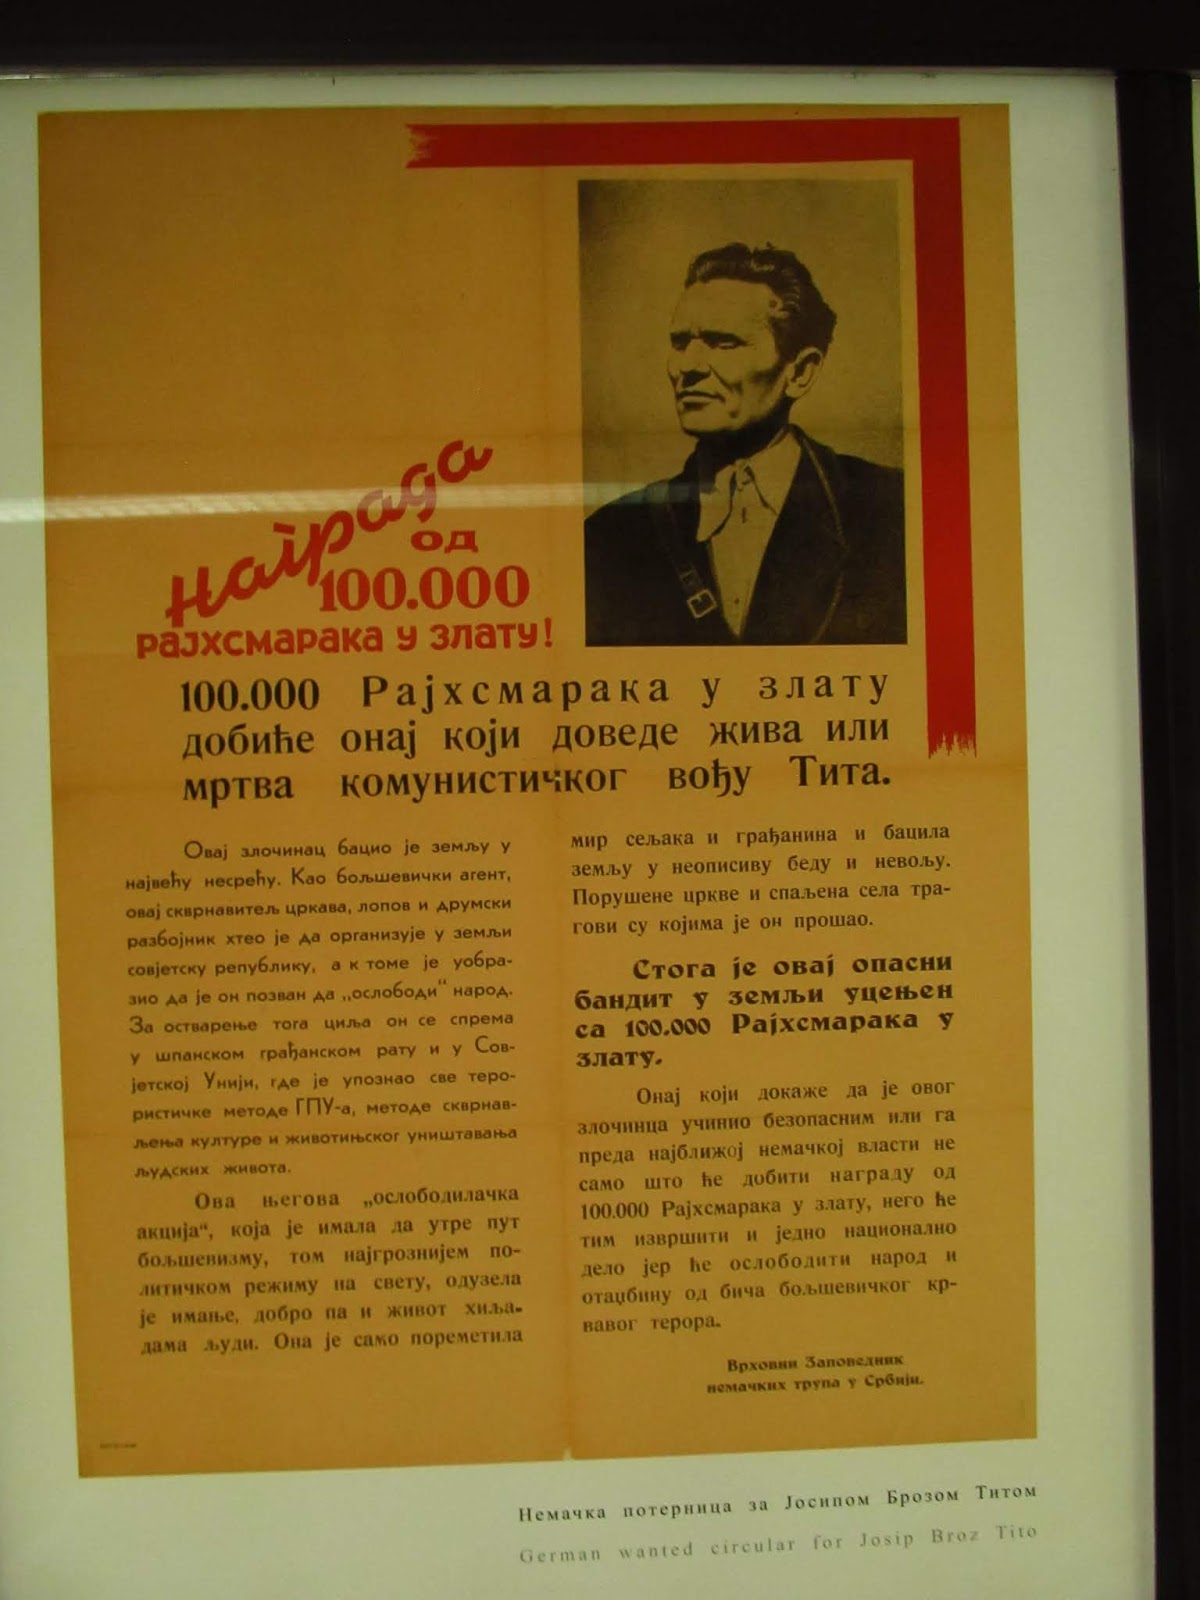 Награда
од
100.000
РАЈХСМАРАКА У ЗЛАТУ!
100.000 Рајхсмарака у злату
добиће онај који доведе жива или
мртва комунистичког вођу Тита.
Овај злочинац бацио је земљу у
највећу несрећу. Као бољшевички агент,
овај скврнавитељ цркава, лопов и друмски
разбојник хтео је да организује у земљи
совјетску републику, а к томе је уобра-
зио да је он позван да „ослободи“ народ.
За остварење тога циља он се спрема
у шпанском грађанском рату и у Сов-
јетској Унији, где је упознао све теро-
ристичке методе ГПУ-а, методе скврнав-
љења културе и животињског уништавања
људских живота.
Ова његова „ослободилачка
акција“, која је имала да утре пут
бољшевизму, том најгрознијем по-
литичком режиму на свету, одузела
је имање, добро па и живот хиља-
дама људи. Она је само пореметила
мир сељака и грађанина и бацила
земљу у неописиву беду и невољу.
Порушене цркве и спаљена села тра-
гови су којима је он прошао.
Стога је овај опасни
бандит у земљи уцењен
са 100.000 Рајхсмарака у
злату.
Онај који докаже да је овог
злочинца учинио безопасним или га
преда најближој немачкој власти не
само што ће добити награду од
100.000 Рајхсмарака у злату, него ће
тим извршити и једно национално
дело јер ће ослободити народ и
отаџбину од бича бољшевичког кр-
вавог терора.
Врховни Заповедник
немачких трупа у Србији.
Немачка потерница за Јосипом Брозом Титом
German wanted circular for Josip Broz Tito